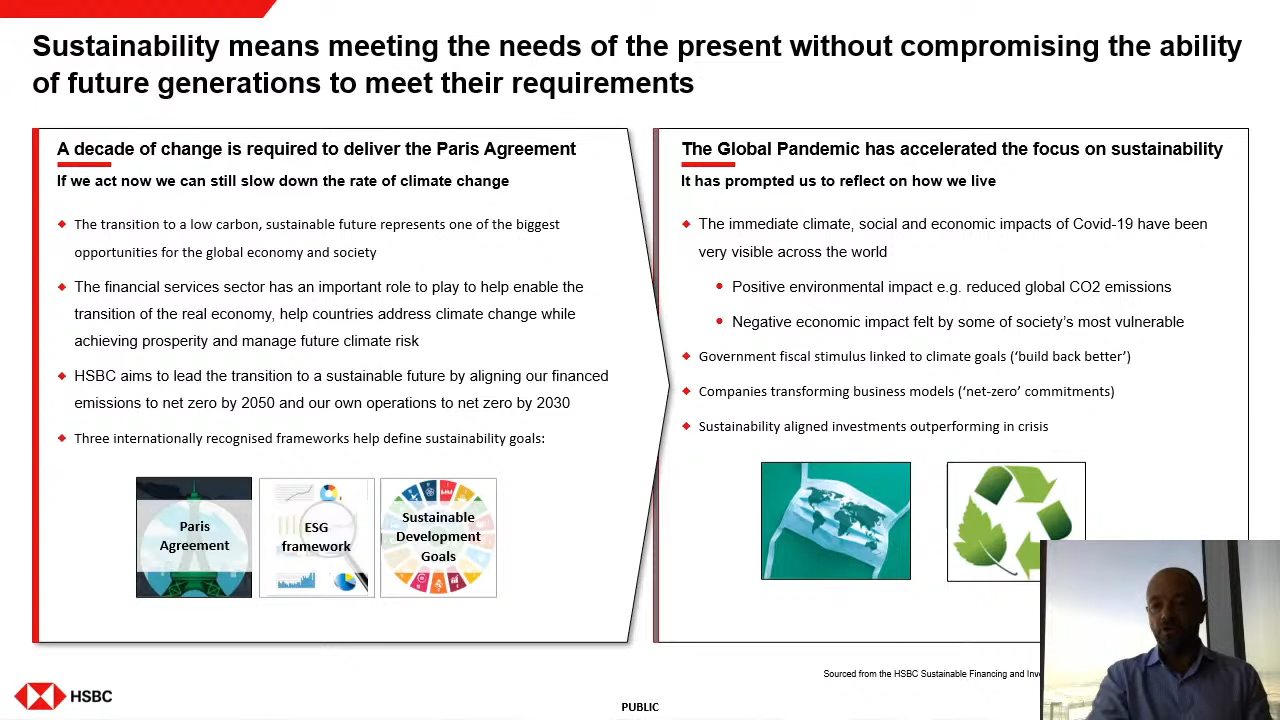 Sustainability means meeting the needs of the present without compromising the ability
of future generations to meet their requirements
A decade of change is required to deliver the Paris Agreement
If we act now we can still slow down the rate of climate change
The transition to a low carbon, sustainable future represents one of the biggest
opportunities for the global economy and society
The financial services sector has an important role to play to help enable the
transition of the real economy, help countries address climate change while
achieving prosperity and manage future climate risk
HSBC aims to lead the transition to a sustainable future by aligning our financed
emissions to net zero by 2050 and our own operations to net zero by 2030
Three internationally recognised frameworks help define sustainability goals:
Paris
Agreement
ESG
framework
Sustainable
Development
Goals
The Global Pandemic has accelerated the focus on sustainability
It has prompted us to reflect on how we live
The immediate climate, social and economic impacts of Covid-19 have been
very visible across the world
Positive environmental impact e.g. reduced global CO2 emissions
Negative economic impact felt by some of society's most vulnerable
Government fiscal stimulus linked to climate goals ('build back better')
Companies transforming business models ('net-zero' commitments)
Sustainability aligned investments outperforming in crisis
Sourced from the HSBC Sustainable Financing and
HSBC
PUBLIC